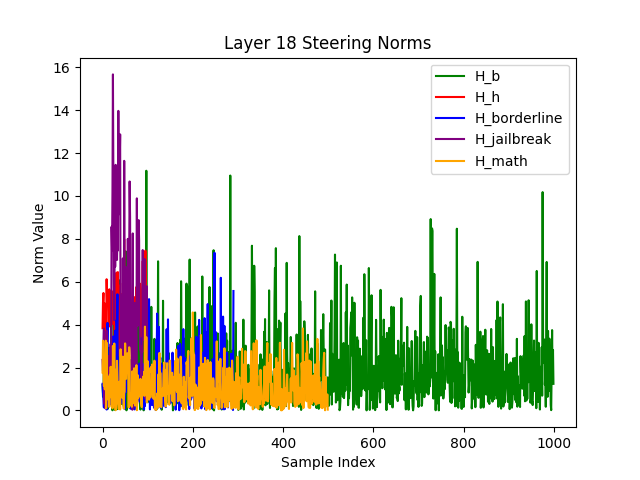 Layer 18 Steering Norms
16
14
12
10
8
6
4
2
0
Norm Value
H_b
H_h
H_borderline
H_jailbreak
H_math
0
200
400
600
800
1000
Sample Index